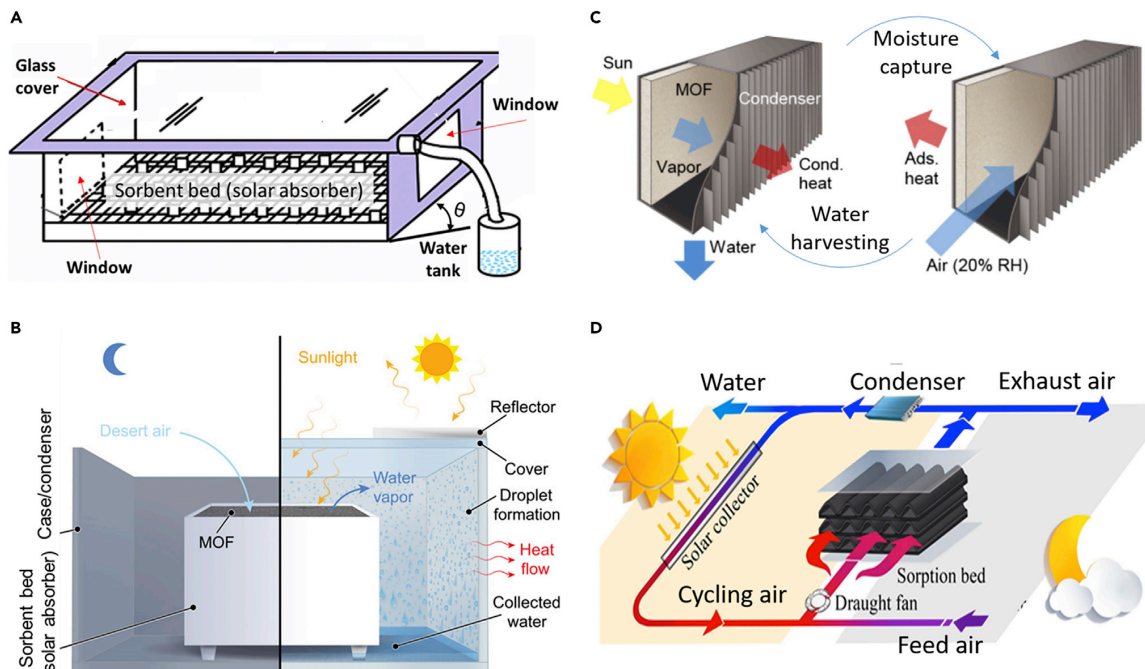 A
Glass
cover
Window
Sorbent bed (solar absorber)
θ
Water
tank
Window
B
Sunlight
Reflector
Desert air
Cover
Water
vapor
Droplet
formation
MOF
Heat
flow
Collected
water
Case/condenser
Sorbent bed
(solar absorber)
C
Moisture
capture
Sun
MOF
Condenser
Vapor
Cond.
heat
Ads.
heat
Water
harvesting
Water
Air (20% RH)
D
Water
Condenser
Exhaust air
Solar collector
Sorption bed
Cycling air
Draught fan
Feed air